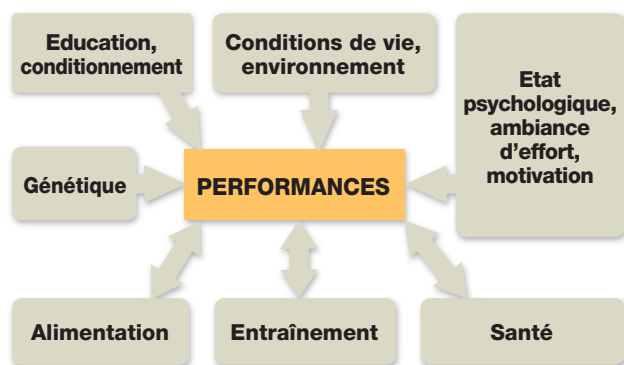 Education,
conditionnement
Conditions de vie,
environnement
Etat
psychologique,
ambiance
d'effort,
motivation
Génétique
PERFORMANCES
Alimentation
Entraînement
Santé